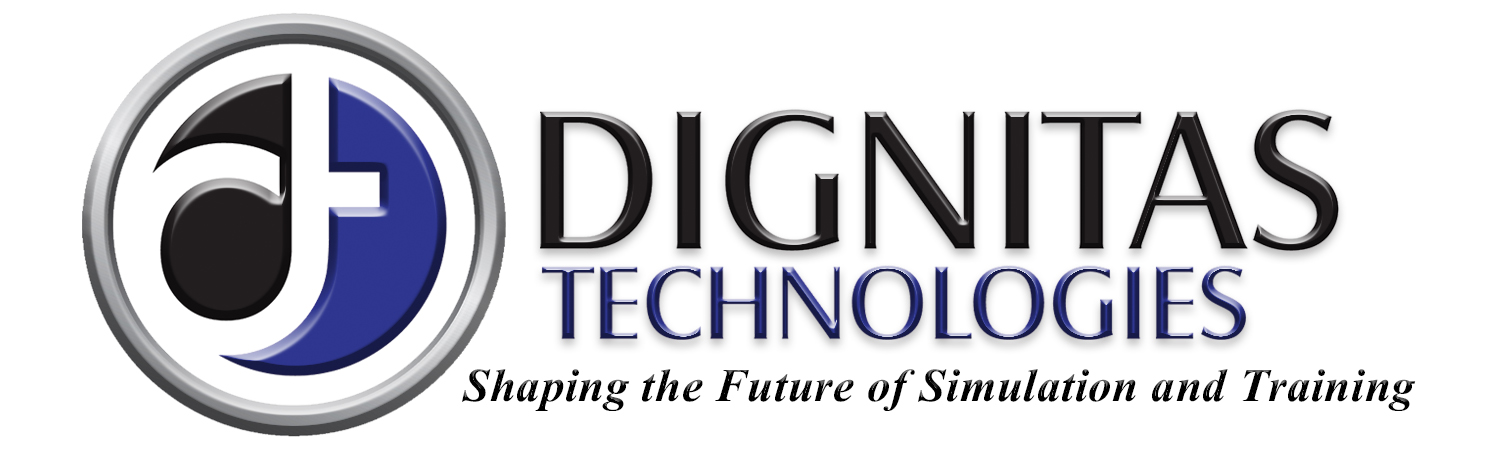 DIGNITAS
TECHNOLOGIES
Shaping the Future of Simulation and Training